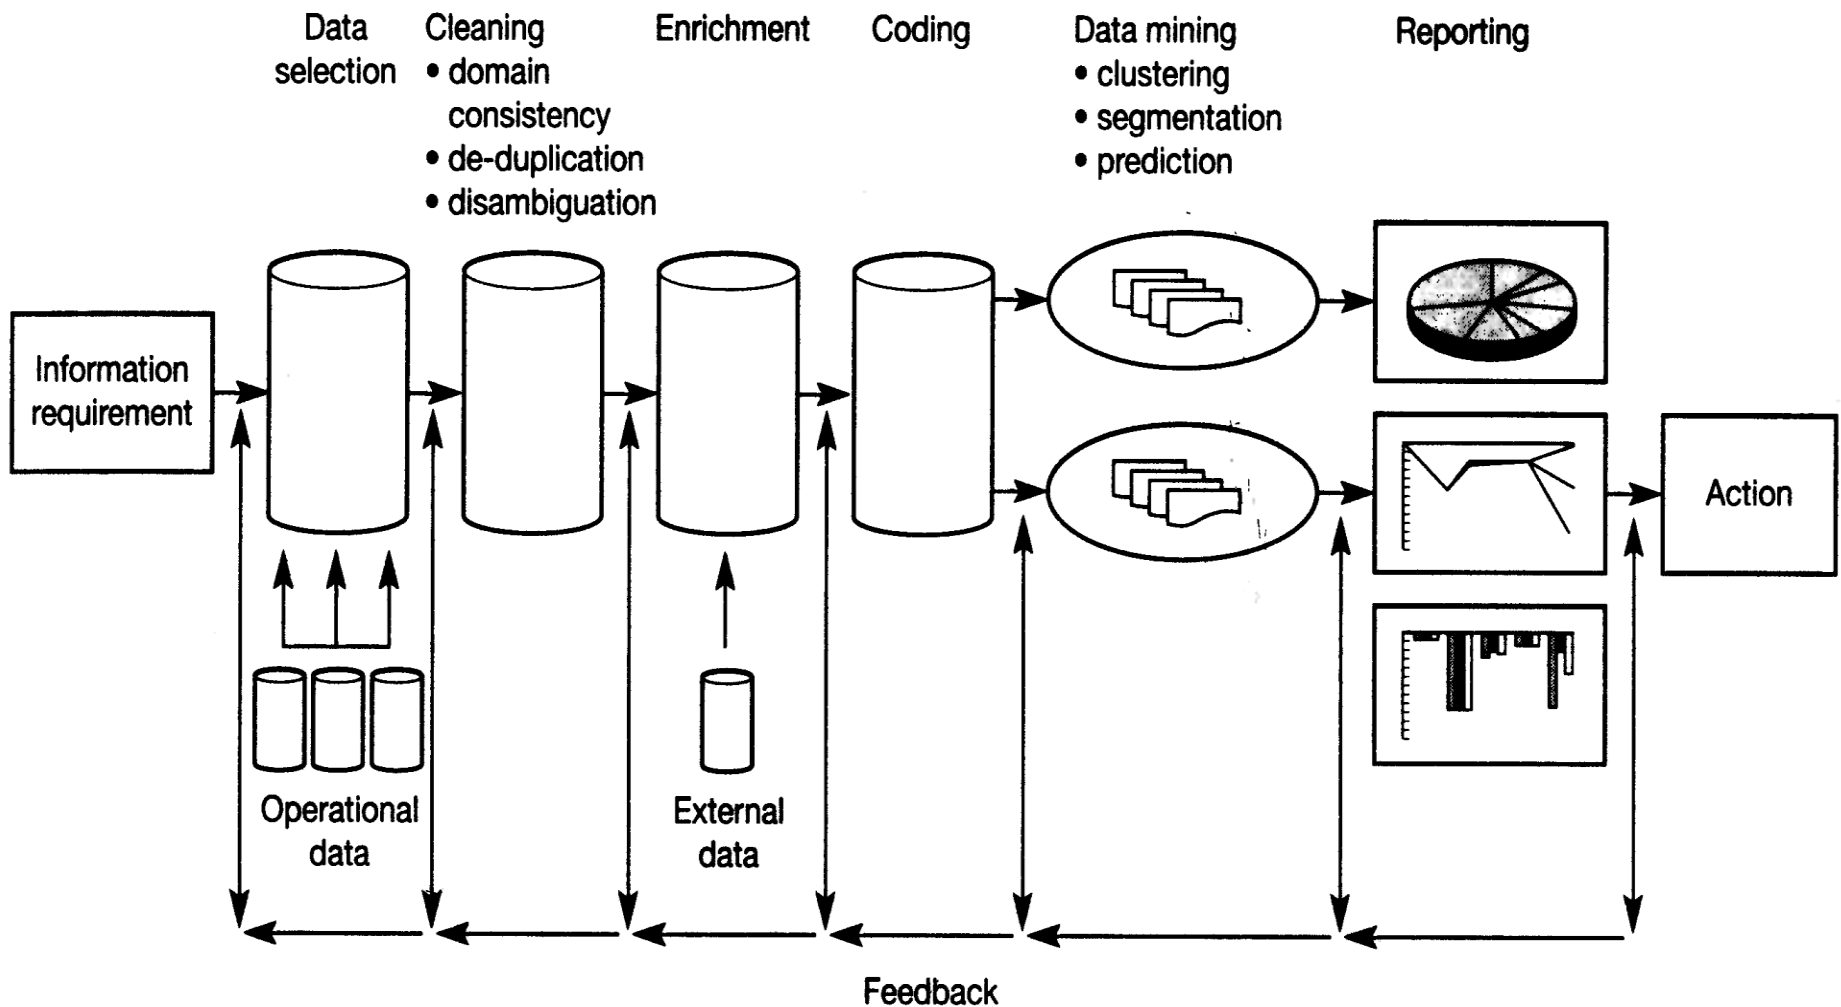 Data
selection
Cleaning
• domain
consistency
• de-duplication
• disambiguation
Enrichment
Coding
Data mining
• clustering
• segmentation
• prediction
Reporting
Information
requirement
Action
Operational
data
External
data
Feedback